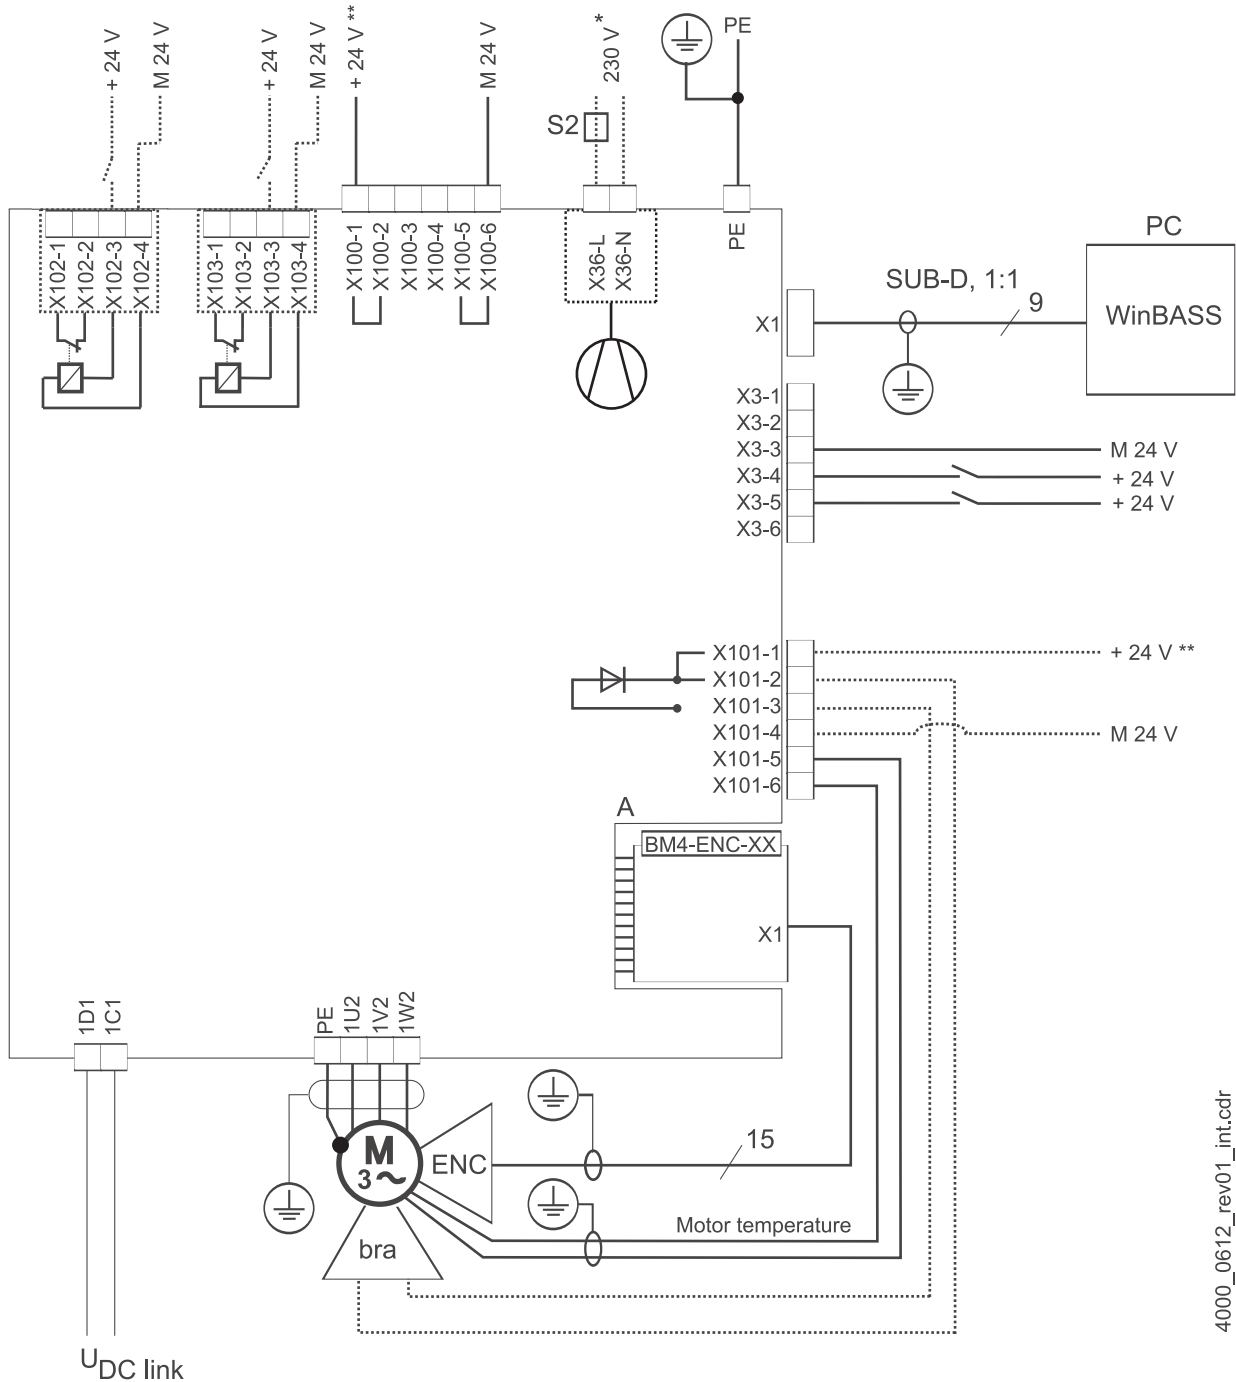 + 24 V
M 24 V
+ 24 V
M 24 V
+ 24 V **
M 24 V
230 V *
PE
S2
X102-1
X102-2
X102-3
X102-4
X103-1
X103-2
X103-3
X103-4
X100-1
X100-2
X100-3
X100-4
X100-5
X100-6
X36-L
X36-N
PE
PC
WinBASS
SUB-D, 1:1
9
X1
X3-1
X3-2
X3-3
M 24 V
X3-4
+ 24 V
X3-5
+ 24 V
X3-6
X101-1
+ 24 V **
X101-2
X101-3
X101-4
M 24 V
X101-5
X101-6
A
BM4-ENC-XX
X1
1D1
1C1
PE
1U2
1V2
1W2
M
3 ~
ENC
15
Motor temperature
bra
UDC link
4000_0612_rev01_int.cdr